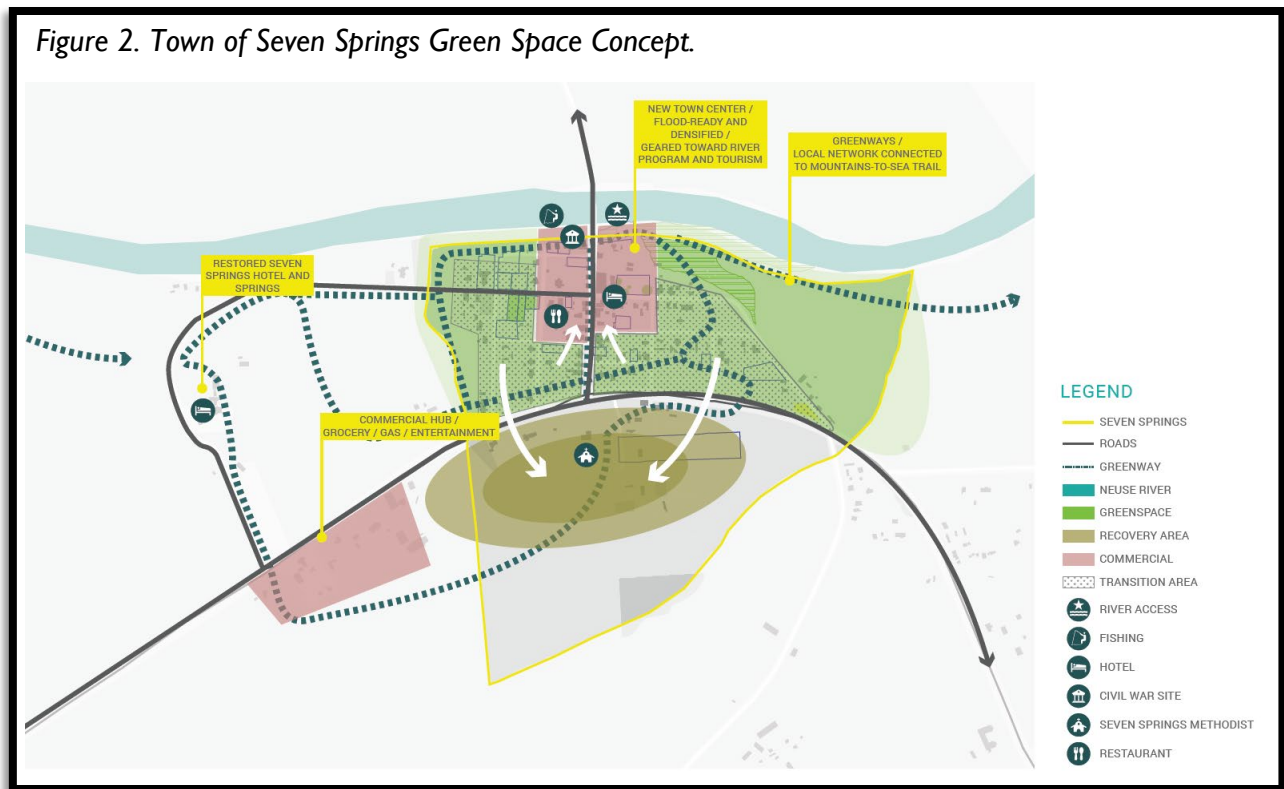 Figure 2. Town of Seven Springs Green Space Concept.
NEW TOWN CENTER /
FLOOD-READY AND
DENSIFIED /
GEARED TOWARD RIVER
PROGRAM AND TOURISM
GREENWAYS /
LOCAL NETWORK CONNECTED
TO MOUNTAINS-TO-SEA TRAIL
RESTORED SEVEN
SPRINGS HOTEL AND
SPRINGS
COMMERCIAL HUB /
GROCERY / GAS / ENTERTAINMENT
LEGEND
SEVEN SPRINGS
ROADS
GREENWAY
NEUSE RIVER
GREENSPACE
RECOVERY AREA
COMMERCIAL
TRANSITION AREA
RIVER ACCESS
FISHING
HOTEL
CIVIL WAR SITE
SEVEN SPRINGS METHODIST
RESTAURANT